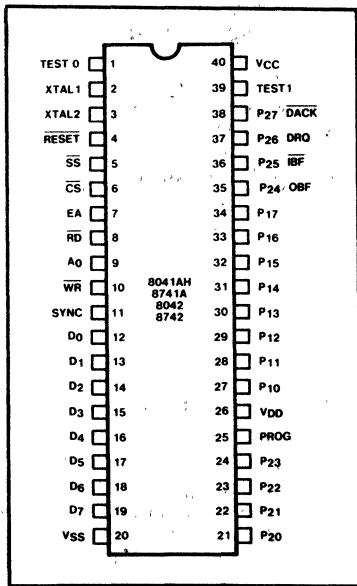 TEST 0 1 40 VCC
XTAL1 2 39 TEST 1
XTAL2 3 38 P27 DACK
RESET 4 37 P26 DRQ
SS 5 36 P25 IBF
CS 6 35 P24 OBF
EA 7 34 P17
RD 8 33 P16
A0 9 32 P15
WR 10 31 P14
SYNC 11 30 P13
D0 12 29 P12
D1 13 28 P11
D2 14 27 P10
D3 15 26 VDD
D4 16 25 PROG
D5 17 24 P23
D6 18 23 P22
D7 19 22 P21
VSS 20 21 P20
8041AH
8741A
8042
8742